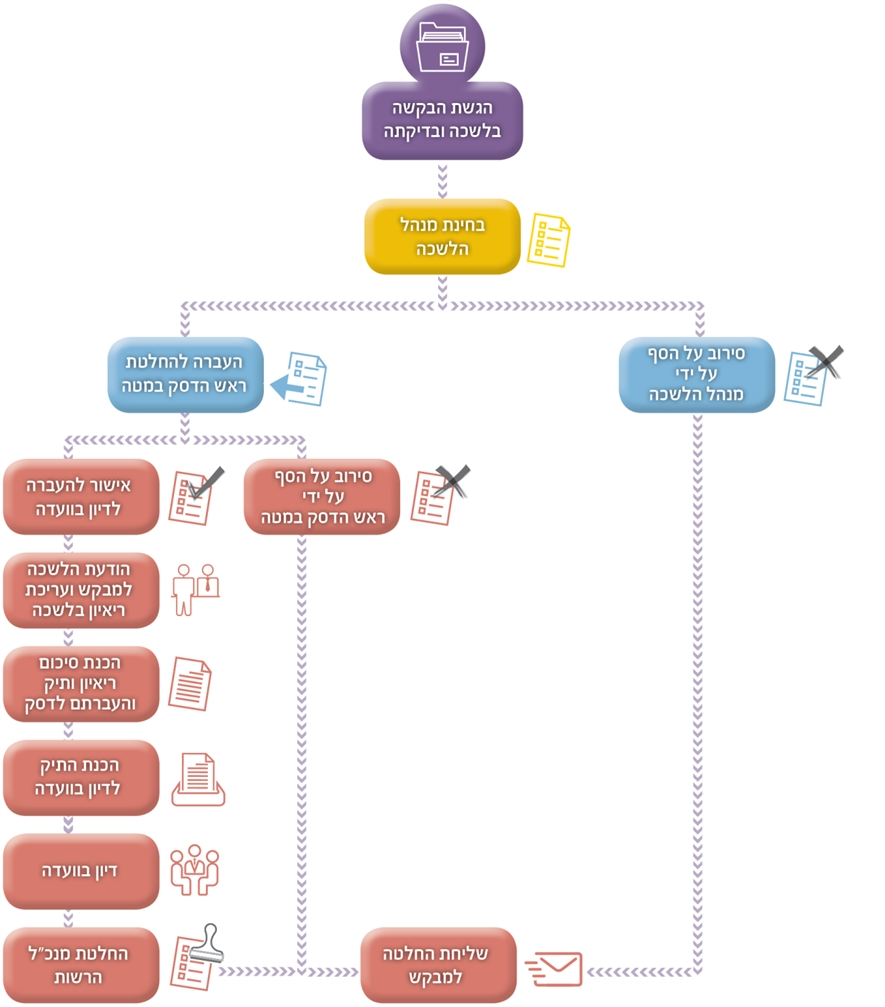 הגשת הבקשה
בלשכה ובדיקתה
בחינת מנהל
הלשכה
סירוב על הסף
על ידי
מנהל הלשכה
העברה להחלטת
ראש הדסק במטה
סירוב על הסף
על ידי
ראש הדסק במטה
אישור להעברה
לדיון בוועדה
הודעת הלשכה
למבקש ועריכת
ריאיון בלשכה
הכנת סיכום
ריאיון ותיק
והעברתם לדסק
הכנת התיק
לדיון בוועדה
דיון בוועדה
החלטת מנכ"ל
הרשות
שליחת החלטה
למבקש